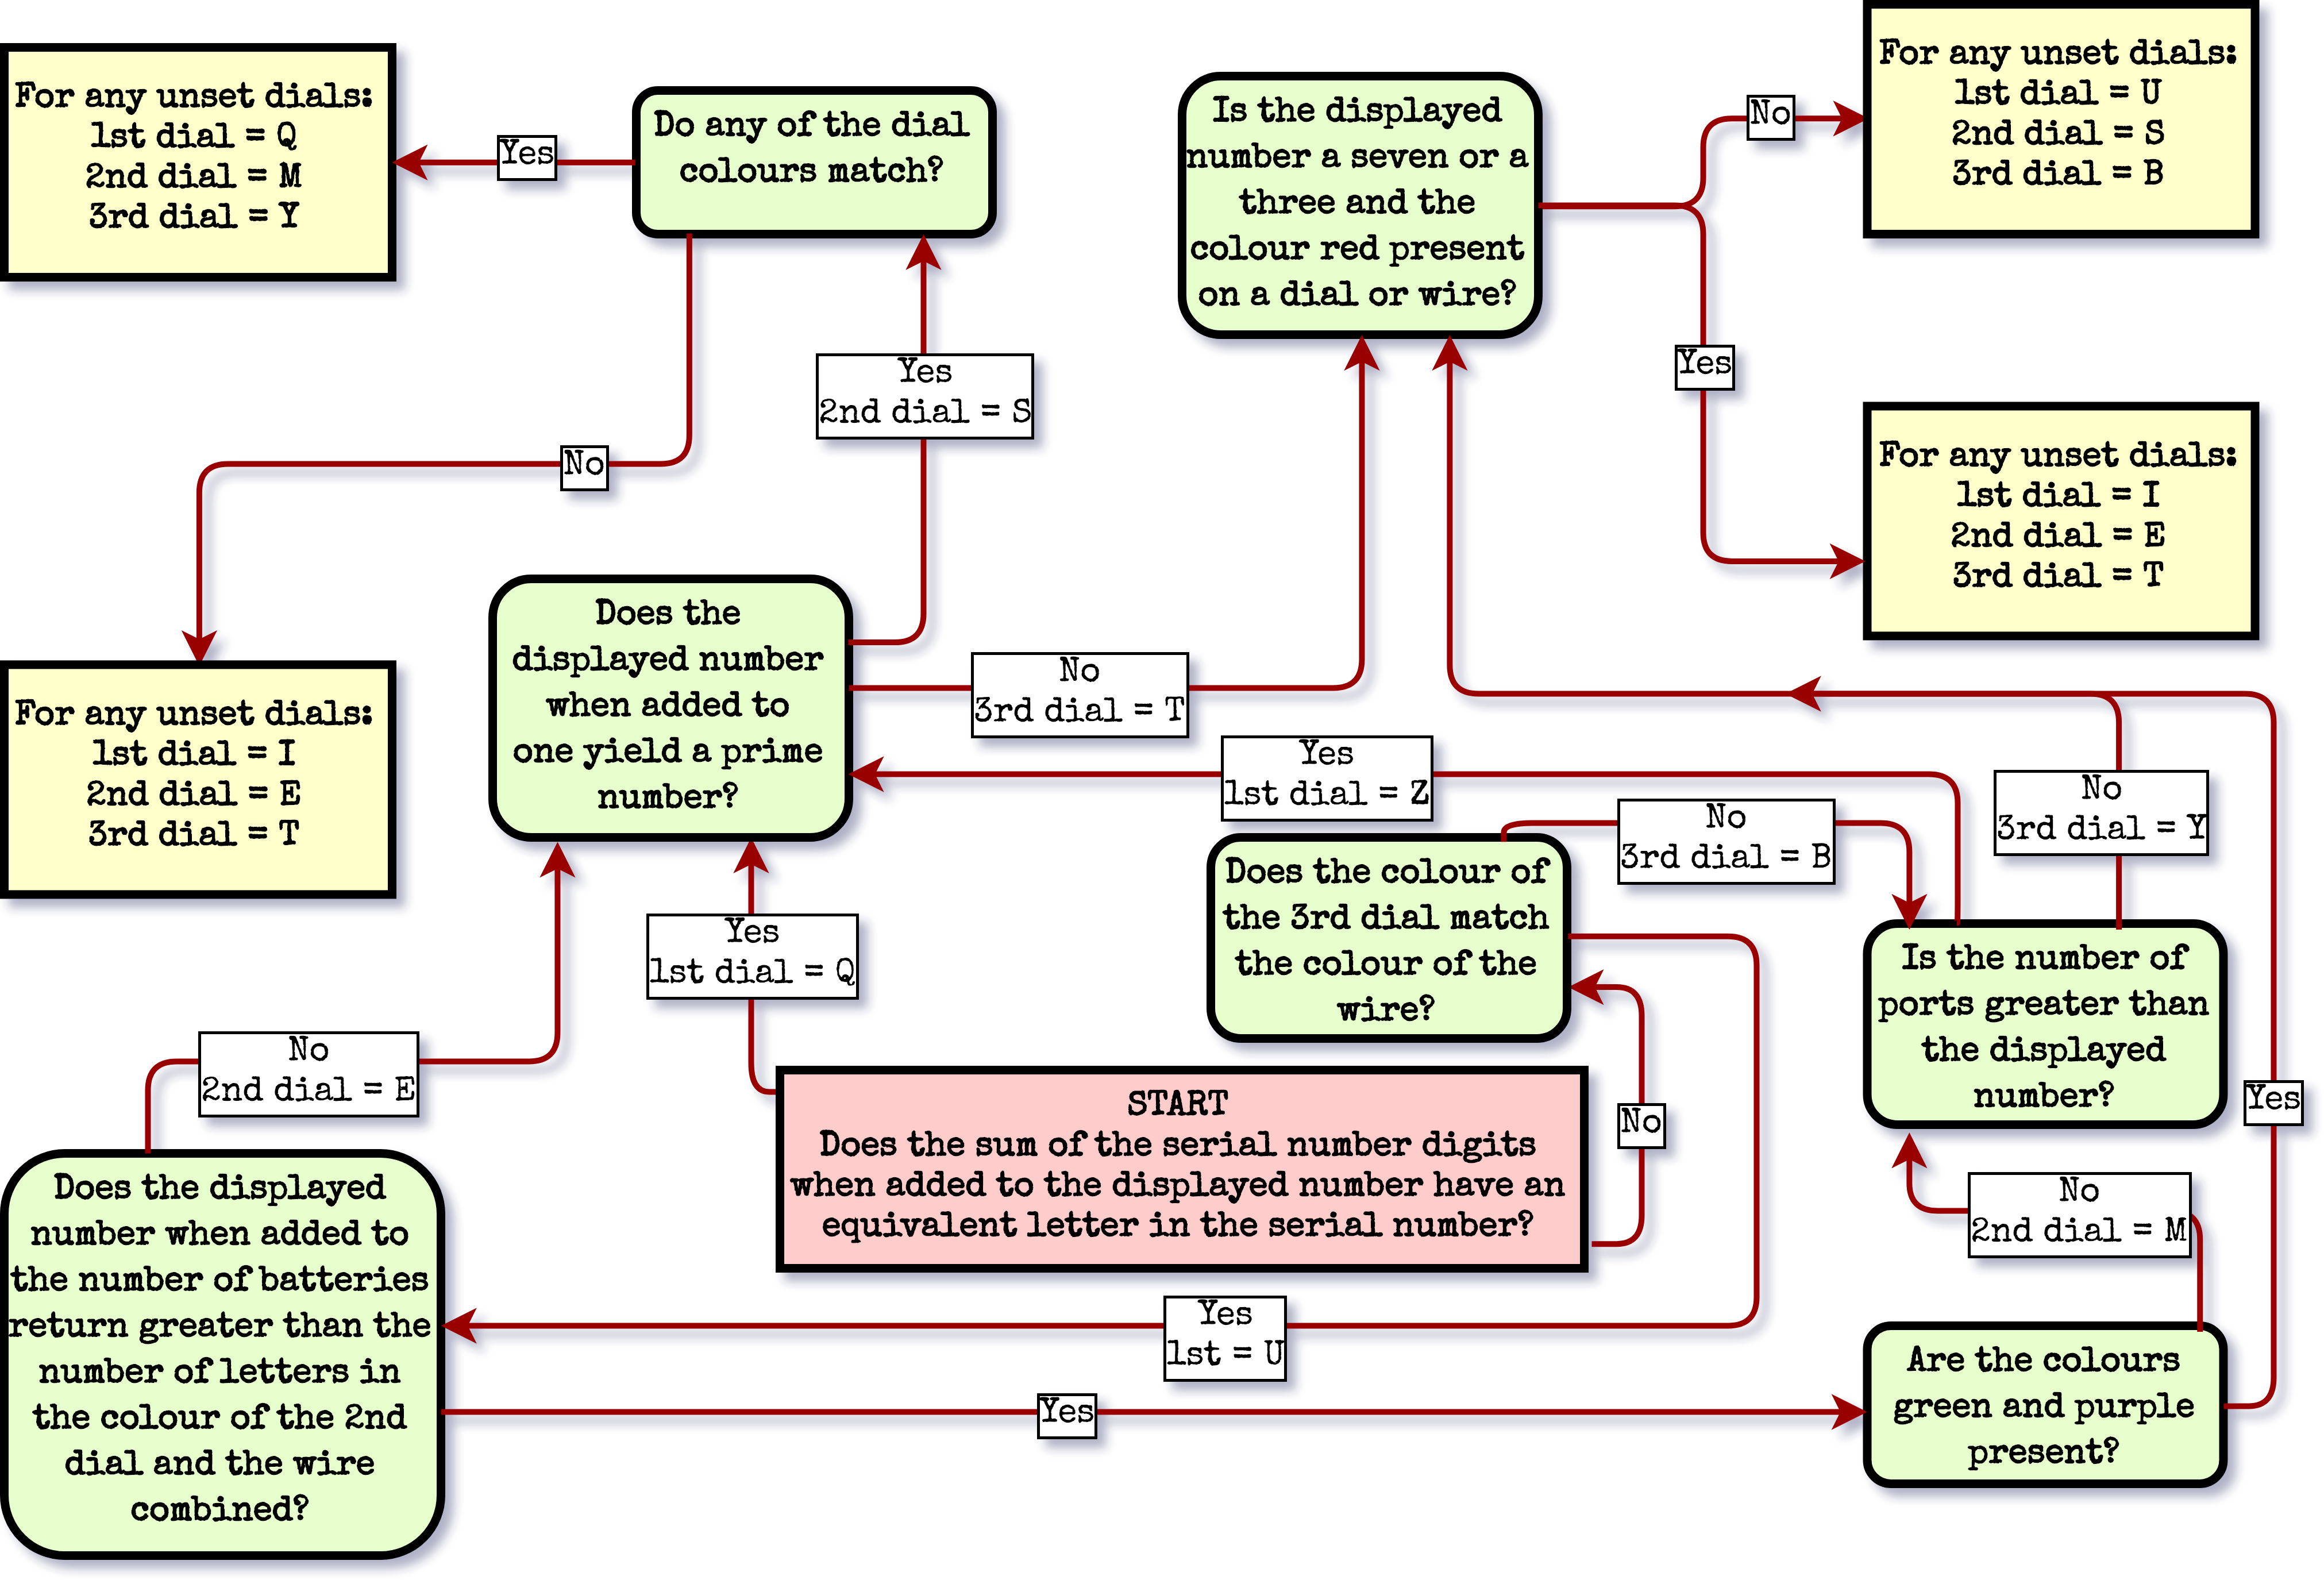 For any unset dials:
1st dial = Q
2nd dial = M
3rd dial = Y
Yes
Do any of the dial
colours match?
Is the displayed
number a seven or a
three and the
colour red present
on a dial or wire?
No
For any unset dials:
1st dial = U
2nd dial = S
3rd dial = B
Yes
2nd dial = S
Yes
No
For any unset dials:
1st dial = I
2nd dial = E
3rd dial = T
Does the
displayed number
when added to
one yield a prime
number?
No
3rd dial = T
For any unset dials:
1st dial = I
2nd dial = E
3rd dial = T
Yes
1st dial = Z
No
3rd dial = B
No
3rd dial = Y
Does the colour of
the 3rd dial match
the colour of the
wire?
Yes
1st dial = Q
Is the number of
ports greater than
the displayed
number?
No
2nd dial = E
START
Does the sum of the serial number digits
when added to the displayed number have an
equivalent letter in the serial number?
No
Yes
No
2nd dial = M
Does the displayed
number when added to
the number of batteries
return greater than the
number of letters in
the colour of the 2nd
dial and the wire
combined?
Yes
1st = U
Yes
Are the colours
green and purple
present?